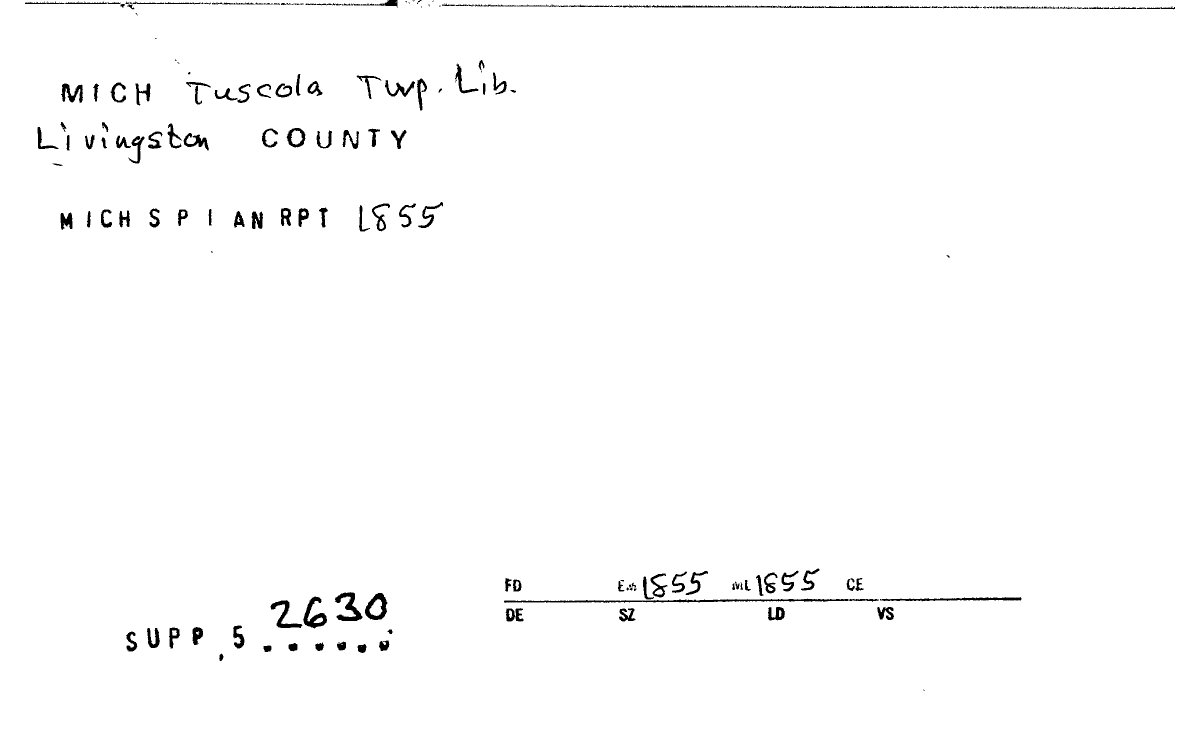 MICH Tuscola Twp. Lib.
Livingston COUNTY
MICH S P I AN RPT 1855
SUPP, 5 ...... 2630
FD 1855 ML 1855 CE
DE SZ LD VS